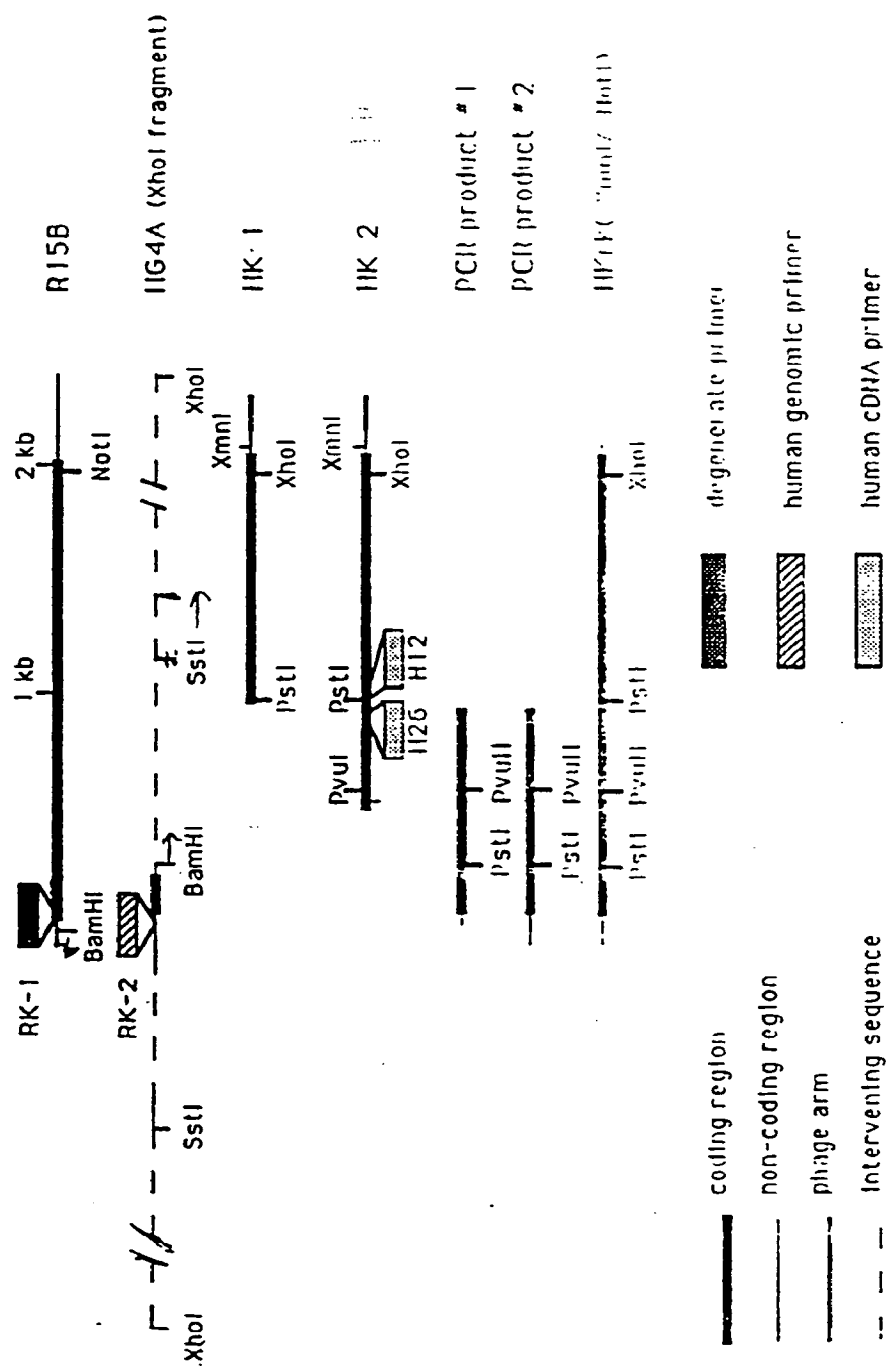 RK-1
BamHI
1 kb
2 kb
NotI
R15B
XhoI
SstI
RK-2
BamHI
SstI
XhoI
HG4A (XhoI fragment)
PstI
XmnI
XhoI
HK-1
PvuI
PstI
H26
H12
XmnI
XhoI
HK 2
PstI
PvuII
PCR product #1
PstI
PvuII
PCR product #2
PstI
PvuII
PstI
XhoI
coding region
non-coding region
phage arm
intervening sequence
degenerate primer
human genomic primer
human cDNA primer